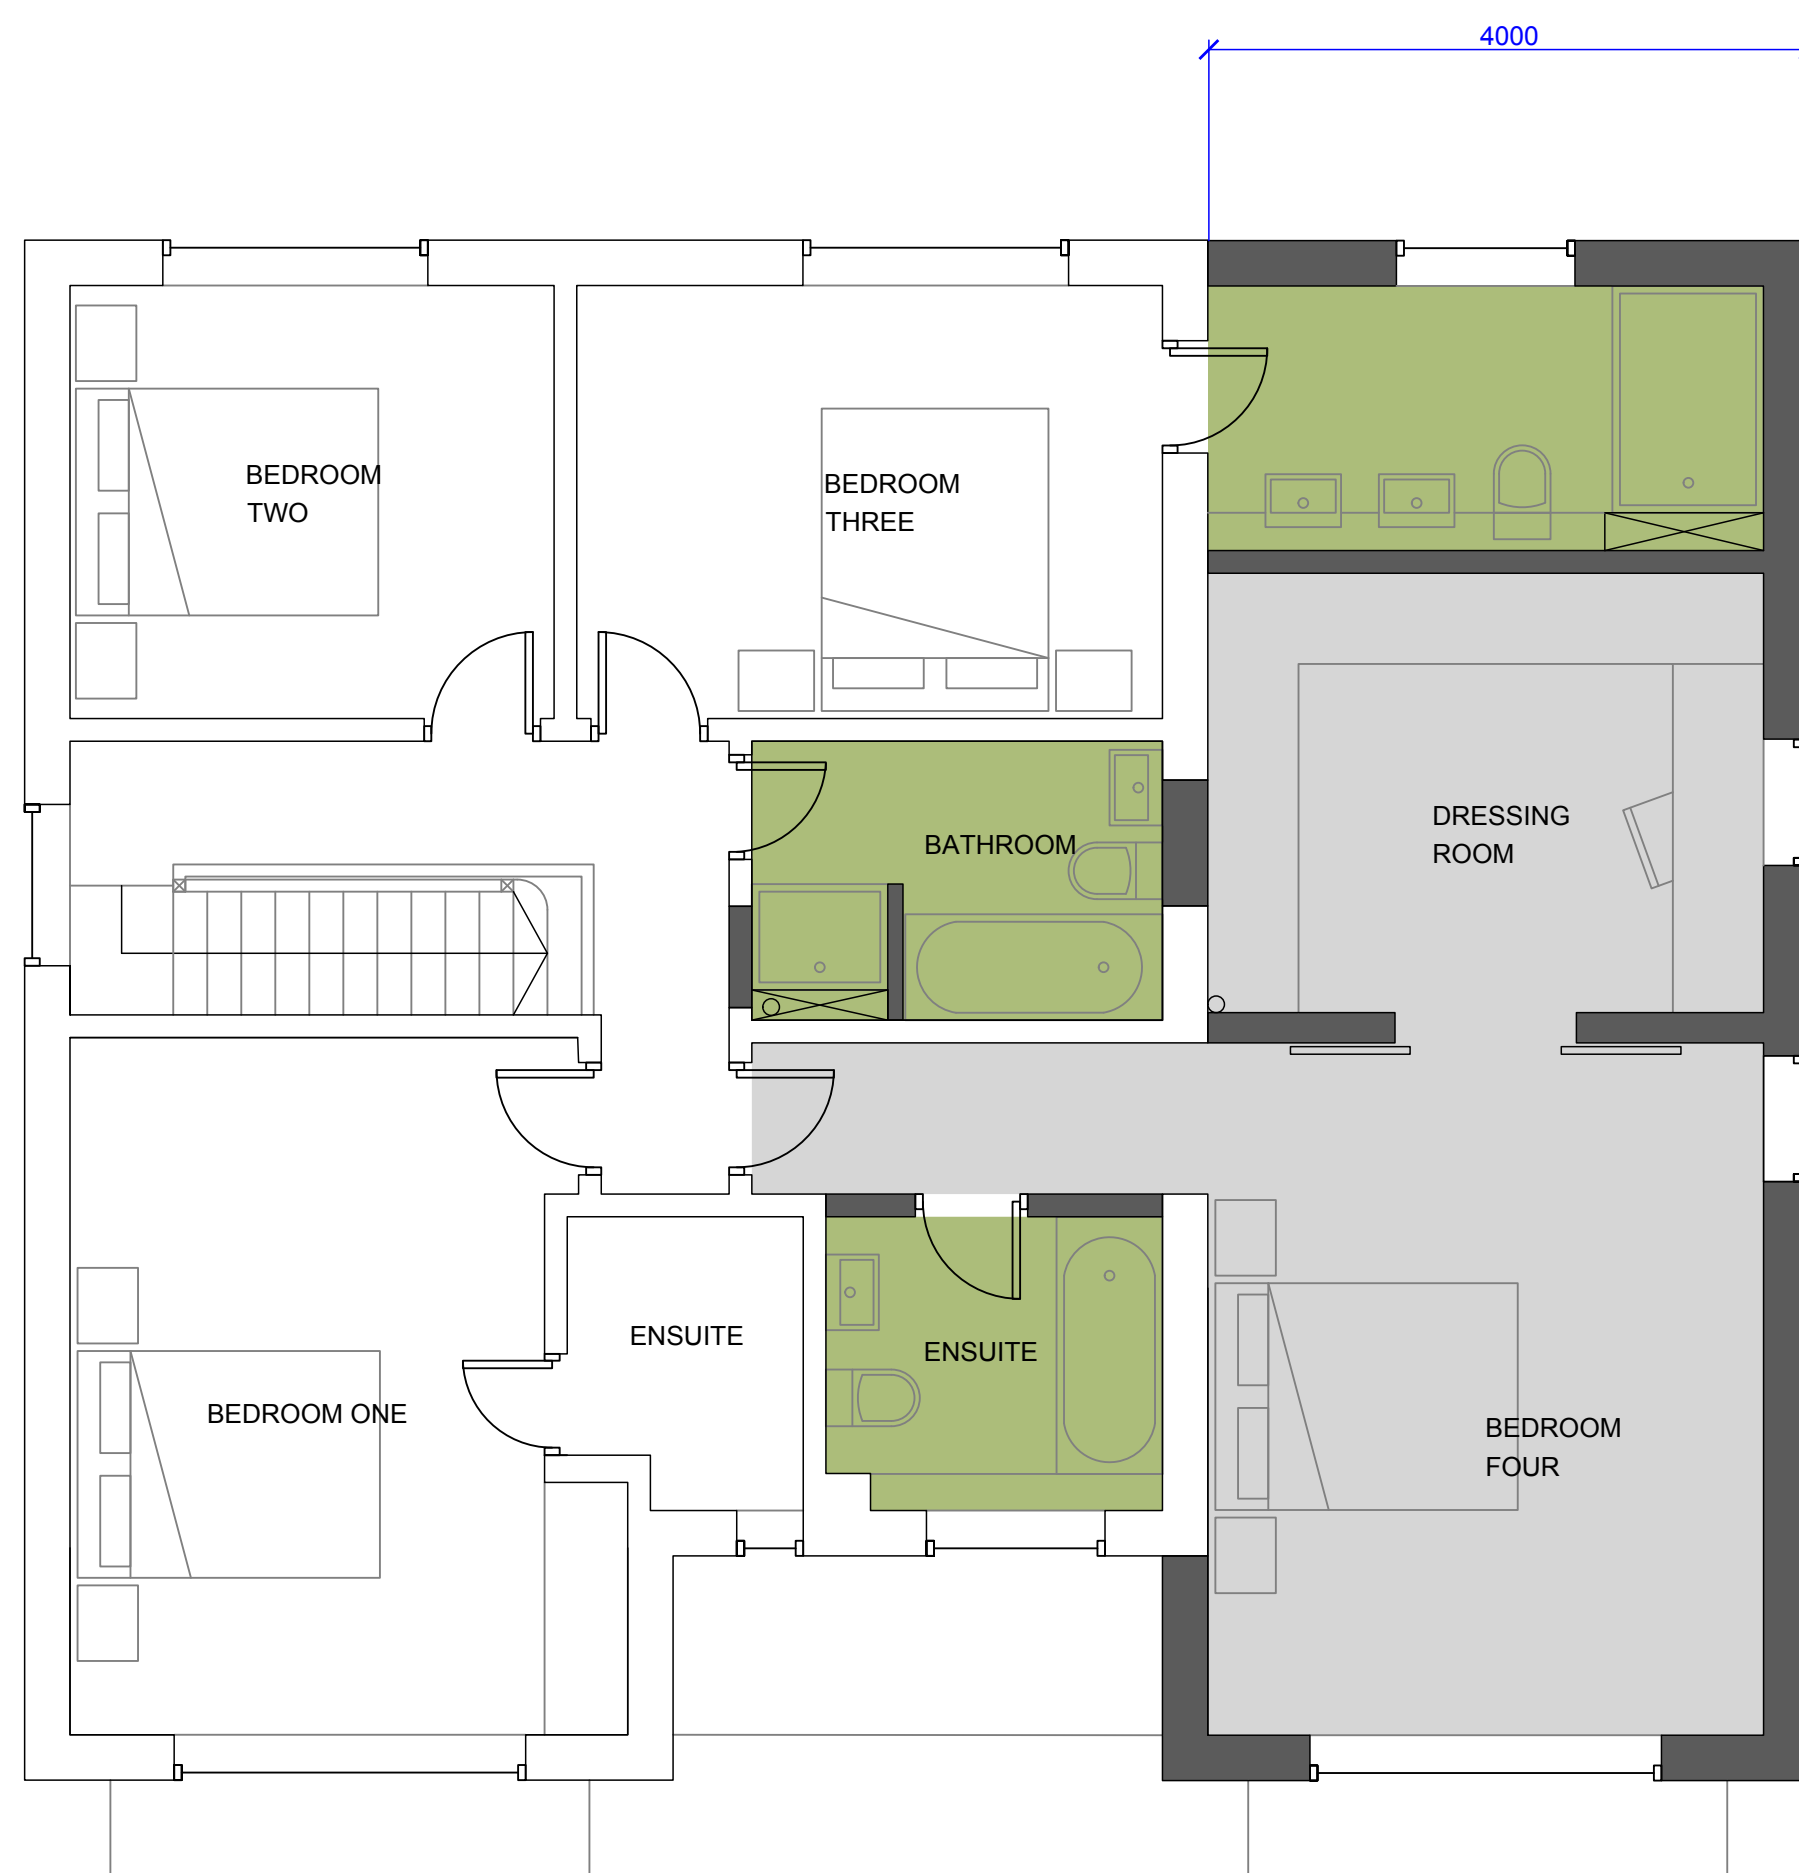 4000
BEDROOM
TWO
BEDROOM
THREE
DRESSING
ROOM
BATHROOM
ENSUITE
ENSUITE
BEDROOM ONE
BEDROOM
FOUR